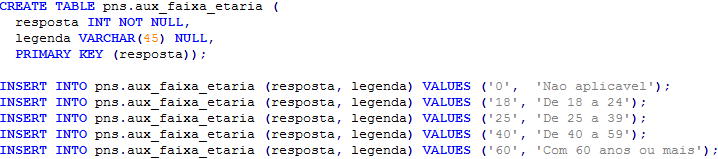 CREATE TABLE pns.aux_faixa_etaria (
  resposta INT NOT NULL,
  legenda VARCHAR(45) NULL,
  PRIMARY KEY (resposta));

INSERT INTO pns.aux_faixa_etaria (resposta, legenda) VALUES ('0',  'Nao aplicavel');
INSERT INTO pns.aux_faixa_etaria (resposta, legenda) VALUES ('18', 'De 18 a 24');
INSERT INTO pns.aux_faixa_etaria (resposta, legenda) VALUES ('25', 'De 25 a 39');
INSERT INTO pns.aux_faixa_etaria (resposta, legenda) VALUES ('40', 'De 40 a 59');
INSERT INTO pns.aux_faixa_etaria (resposta, legenda) VALUES ('60', 'Com 60 anos ou mais');